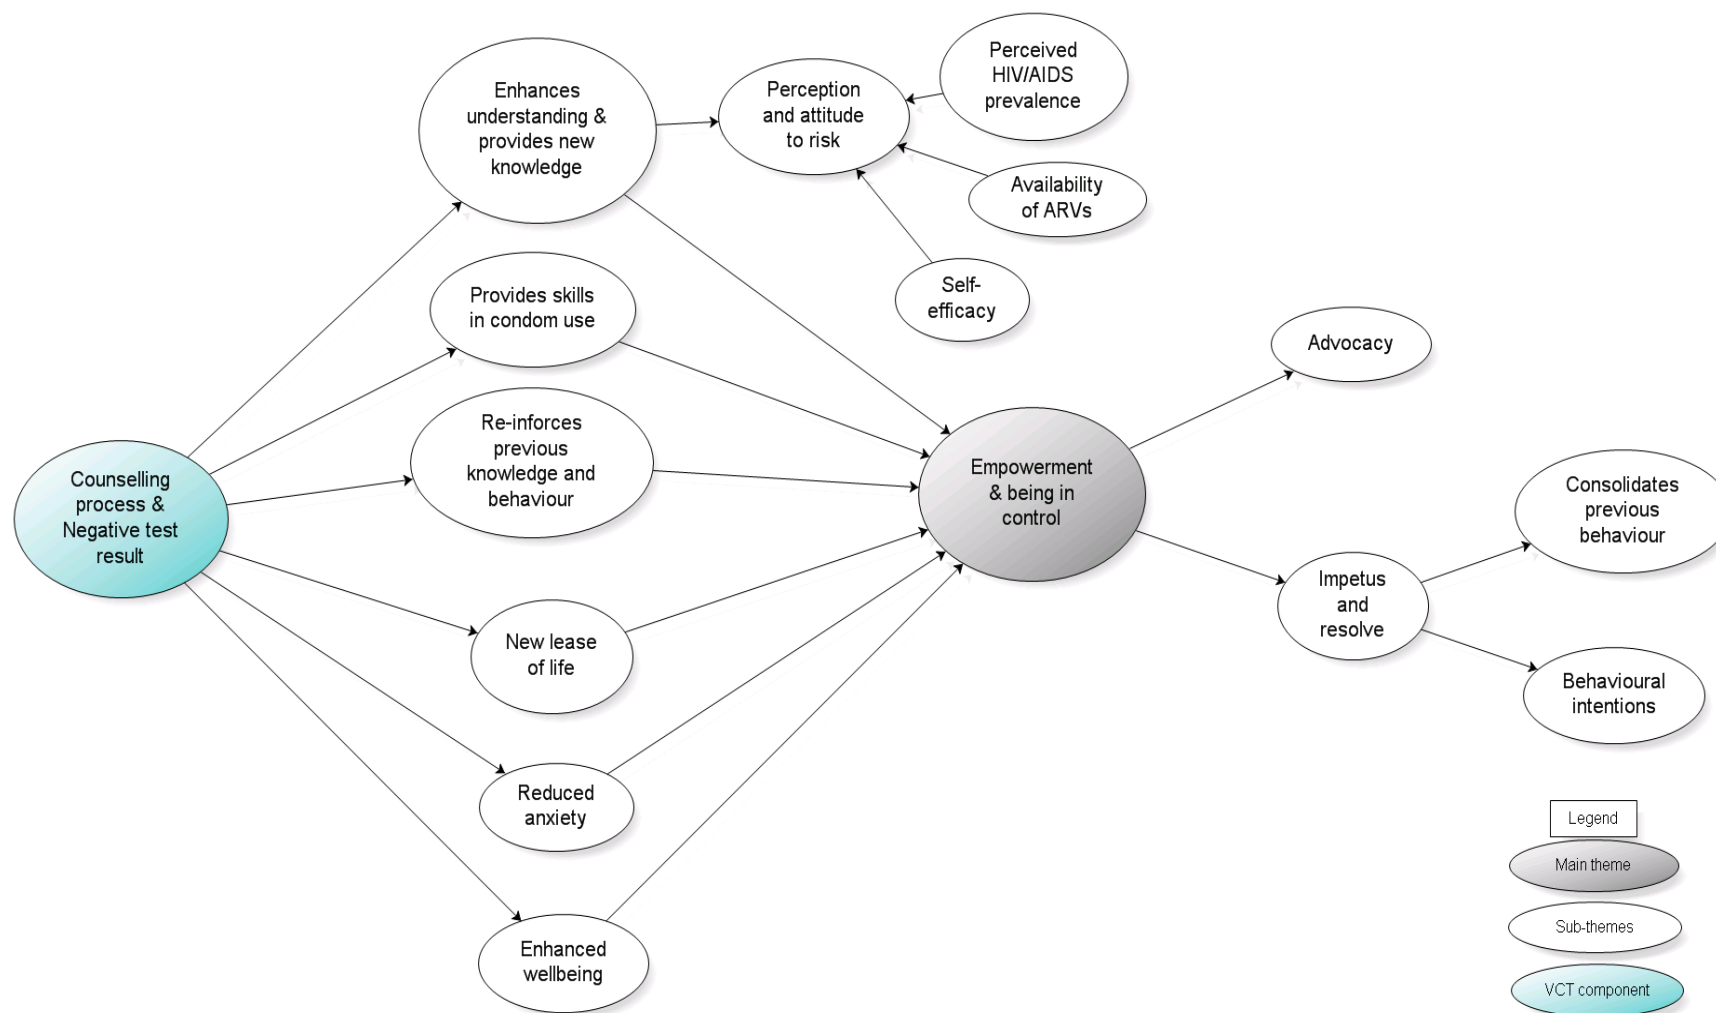 Enhances
understanding &
provides new
knowledge
Perception
and attitude
to risk
Perceived
HIV/AIDS
prevalence
Availability
of ARVs
Self-
efficacy
Provides skills
in condom use
Re-inforces
previous
knowledge and
behaviour
Counselling
process &
Negative test
result
New lease
of life
Reduced
anxiety
Enhanced
wellbeing
Empowerment
& being in
control
Advocacy
Impetus
and
resolve
Consolidates
previous
behaviour
Behavioural
intentions
Legend
Main theme
Sub-themes
VCT component